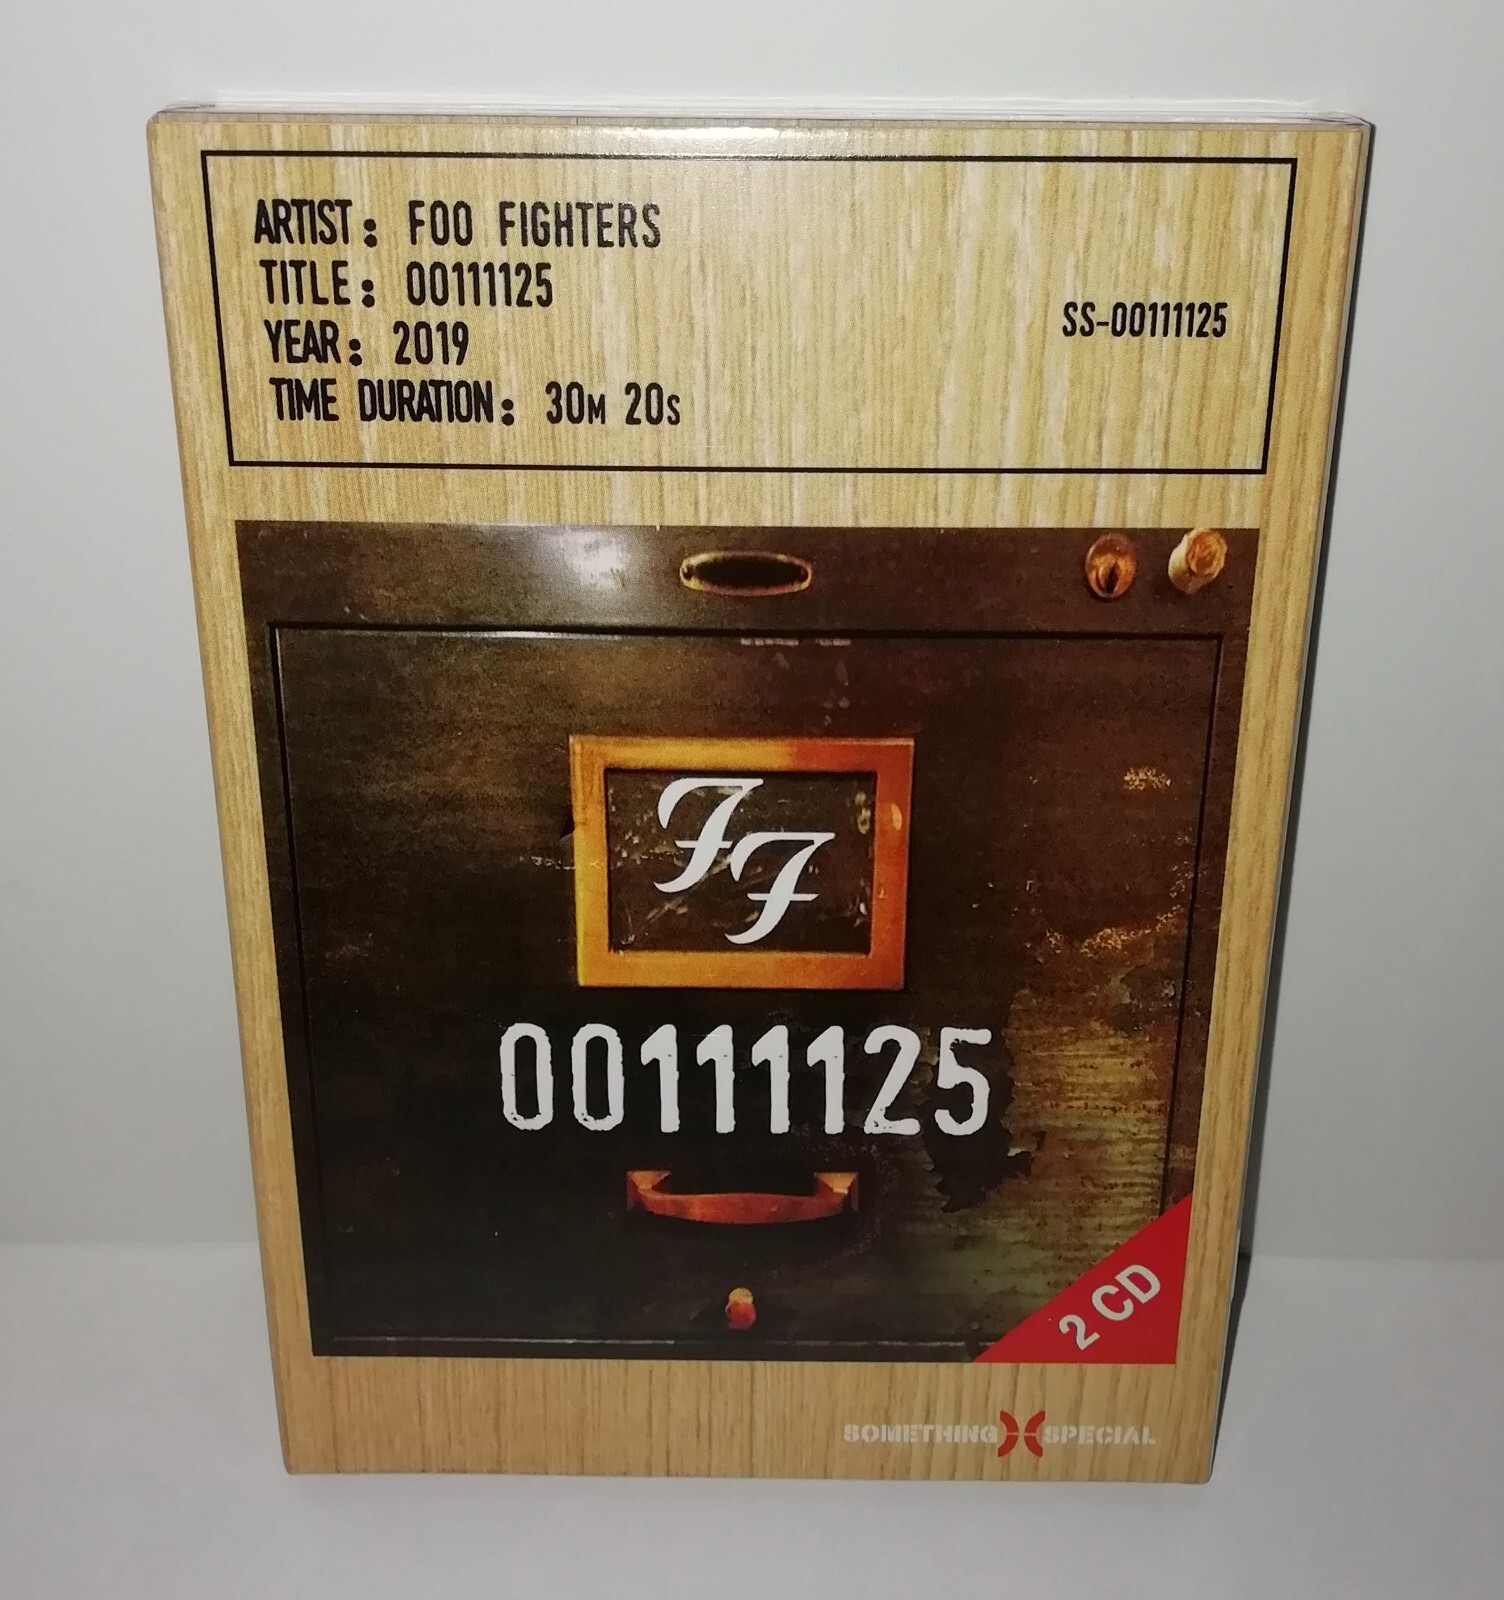 ARTIST: FOO FIGHTERS
TITLE: 00111125
YEAR: 2019
TIME DURATION: 30M 20S
SS-00111125
FF
00111125
2 CD
SOMETHING SPECIAL